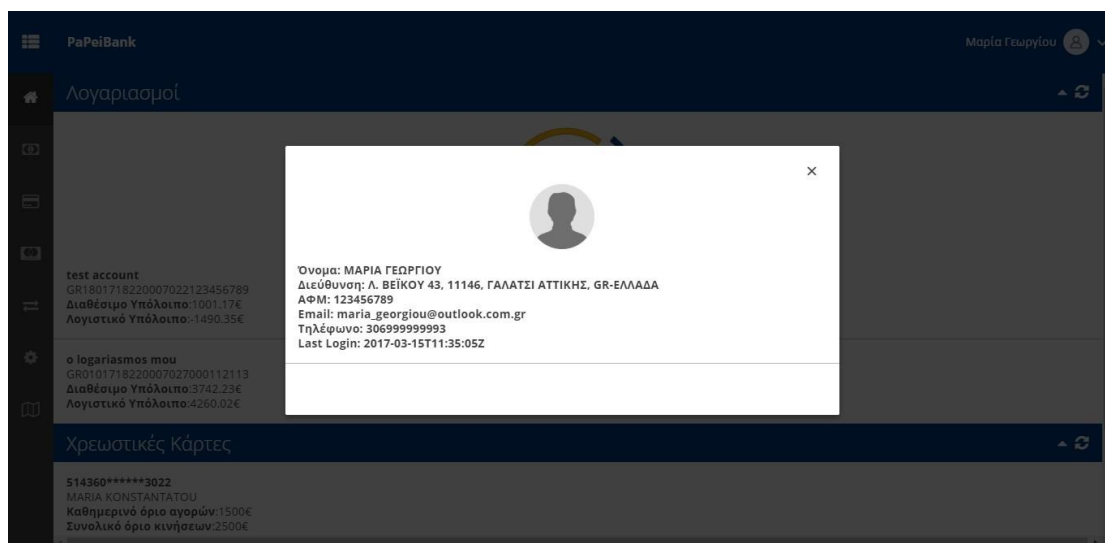 PaPeiBank
Μαρία Γεωργίου
Λογαριασμοί
×
Όνομα: ΜΑΡΙΑ ΓΕΩΡΓΙΟΥ
Διεύθυνση: Λ. ΒΕΪΚΟΥ 43, 11146, ΓΑΛΑΤΣΙ ΑΤΤΙΚΗΣ, GR-ΕΛΛΑΔΑ
ΑΦΜ: 123456789
Email: maria_georgiou@outlook.com.gr
Τηλέφωνο: 306999999993
Last Login: 2017-03-15T11:35:05Z
test account
GR1801718220007022123456789
Διαθέσιμο Υπόλοιπο:1001.17€
Λογιστικό Υπόλοιπο:-1490.35€
o logariasmos mou
GR0101718220007027000112113
Διαθέσιμο Υπόλοιπο:3742.23€
Λογιστικό Υπόλοιπο:4260.02€
Χρεωστικές Κάρτες
514360******3022
MARIA KONSTANTATOU
Καθημερινό όριο αγορών:1500€
Συνολικό όριο κινήσεων:2500€